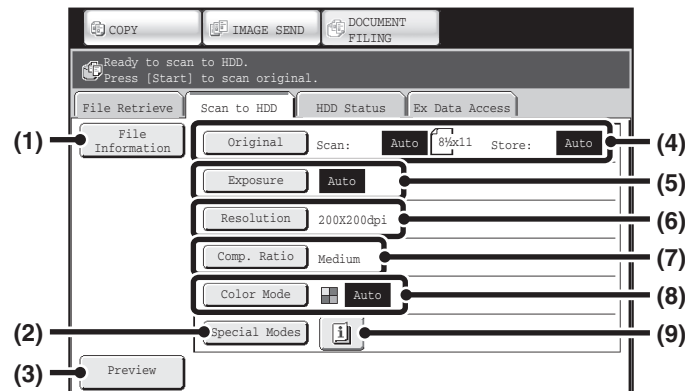 COPY
IMAGE SEND
DOCUMENT
FILING
Ready to scan to HDD.
Press [Start] to scan original.
File Retrieve
Scan to HDD
HDD Status
Ex Data Access
(1)
File
Information
Original
Scan:
Auto
8½x11
Store:
Auto
(4)
Exposure
Auto
(5)
Resolution
200X200dpi
(6)
Comp. Ratio
Medium
(7)
Color Mode
Auto
(8)
(2)
Special Modes
(9)
(3)
Preview